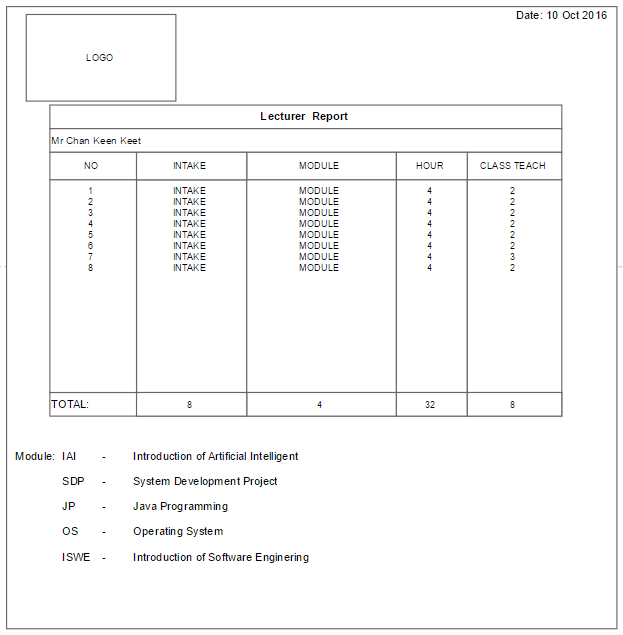 Date: 10 Oct 2016
LOGO
Lecturer Report
Mr Chan Keen Keet
NO INTAKE MODULE HOUR CLASS TEACH
1 INTAKE MODULE 4 2
2 INTAKE MODULE 4 2
3 INTAKE MODULE 4 2
4 INTAKE MODULE 4 2
5 INTAKE MODULE 4 2
6 INTAKE MODULE 4 2
7 INTAKE MODULE 4 3
8 INTAKE MODULE 4 2
TOTAL: 8 4 32 8
Module: IAI - Introduction of Artificial Intelligent
SDP - System Development Project
JP - Java Programming
OS - Operating System
ISWE - Introduction of Software Enginering